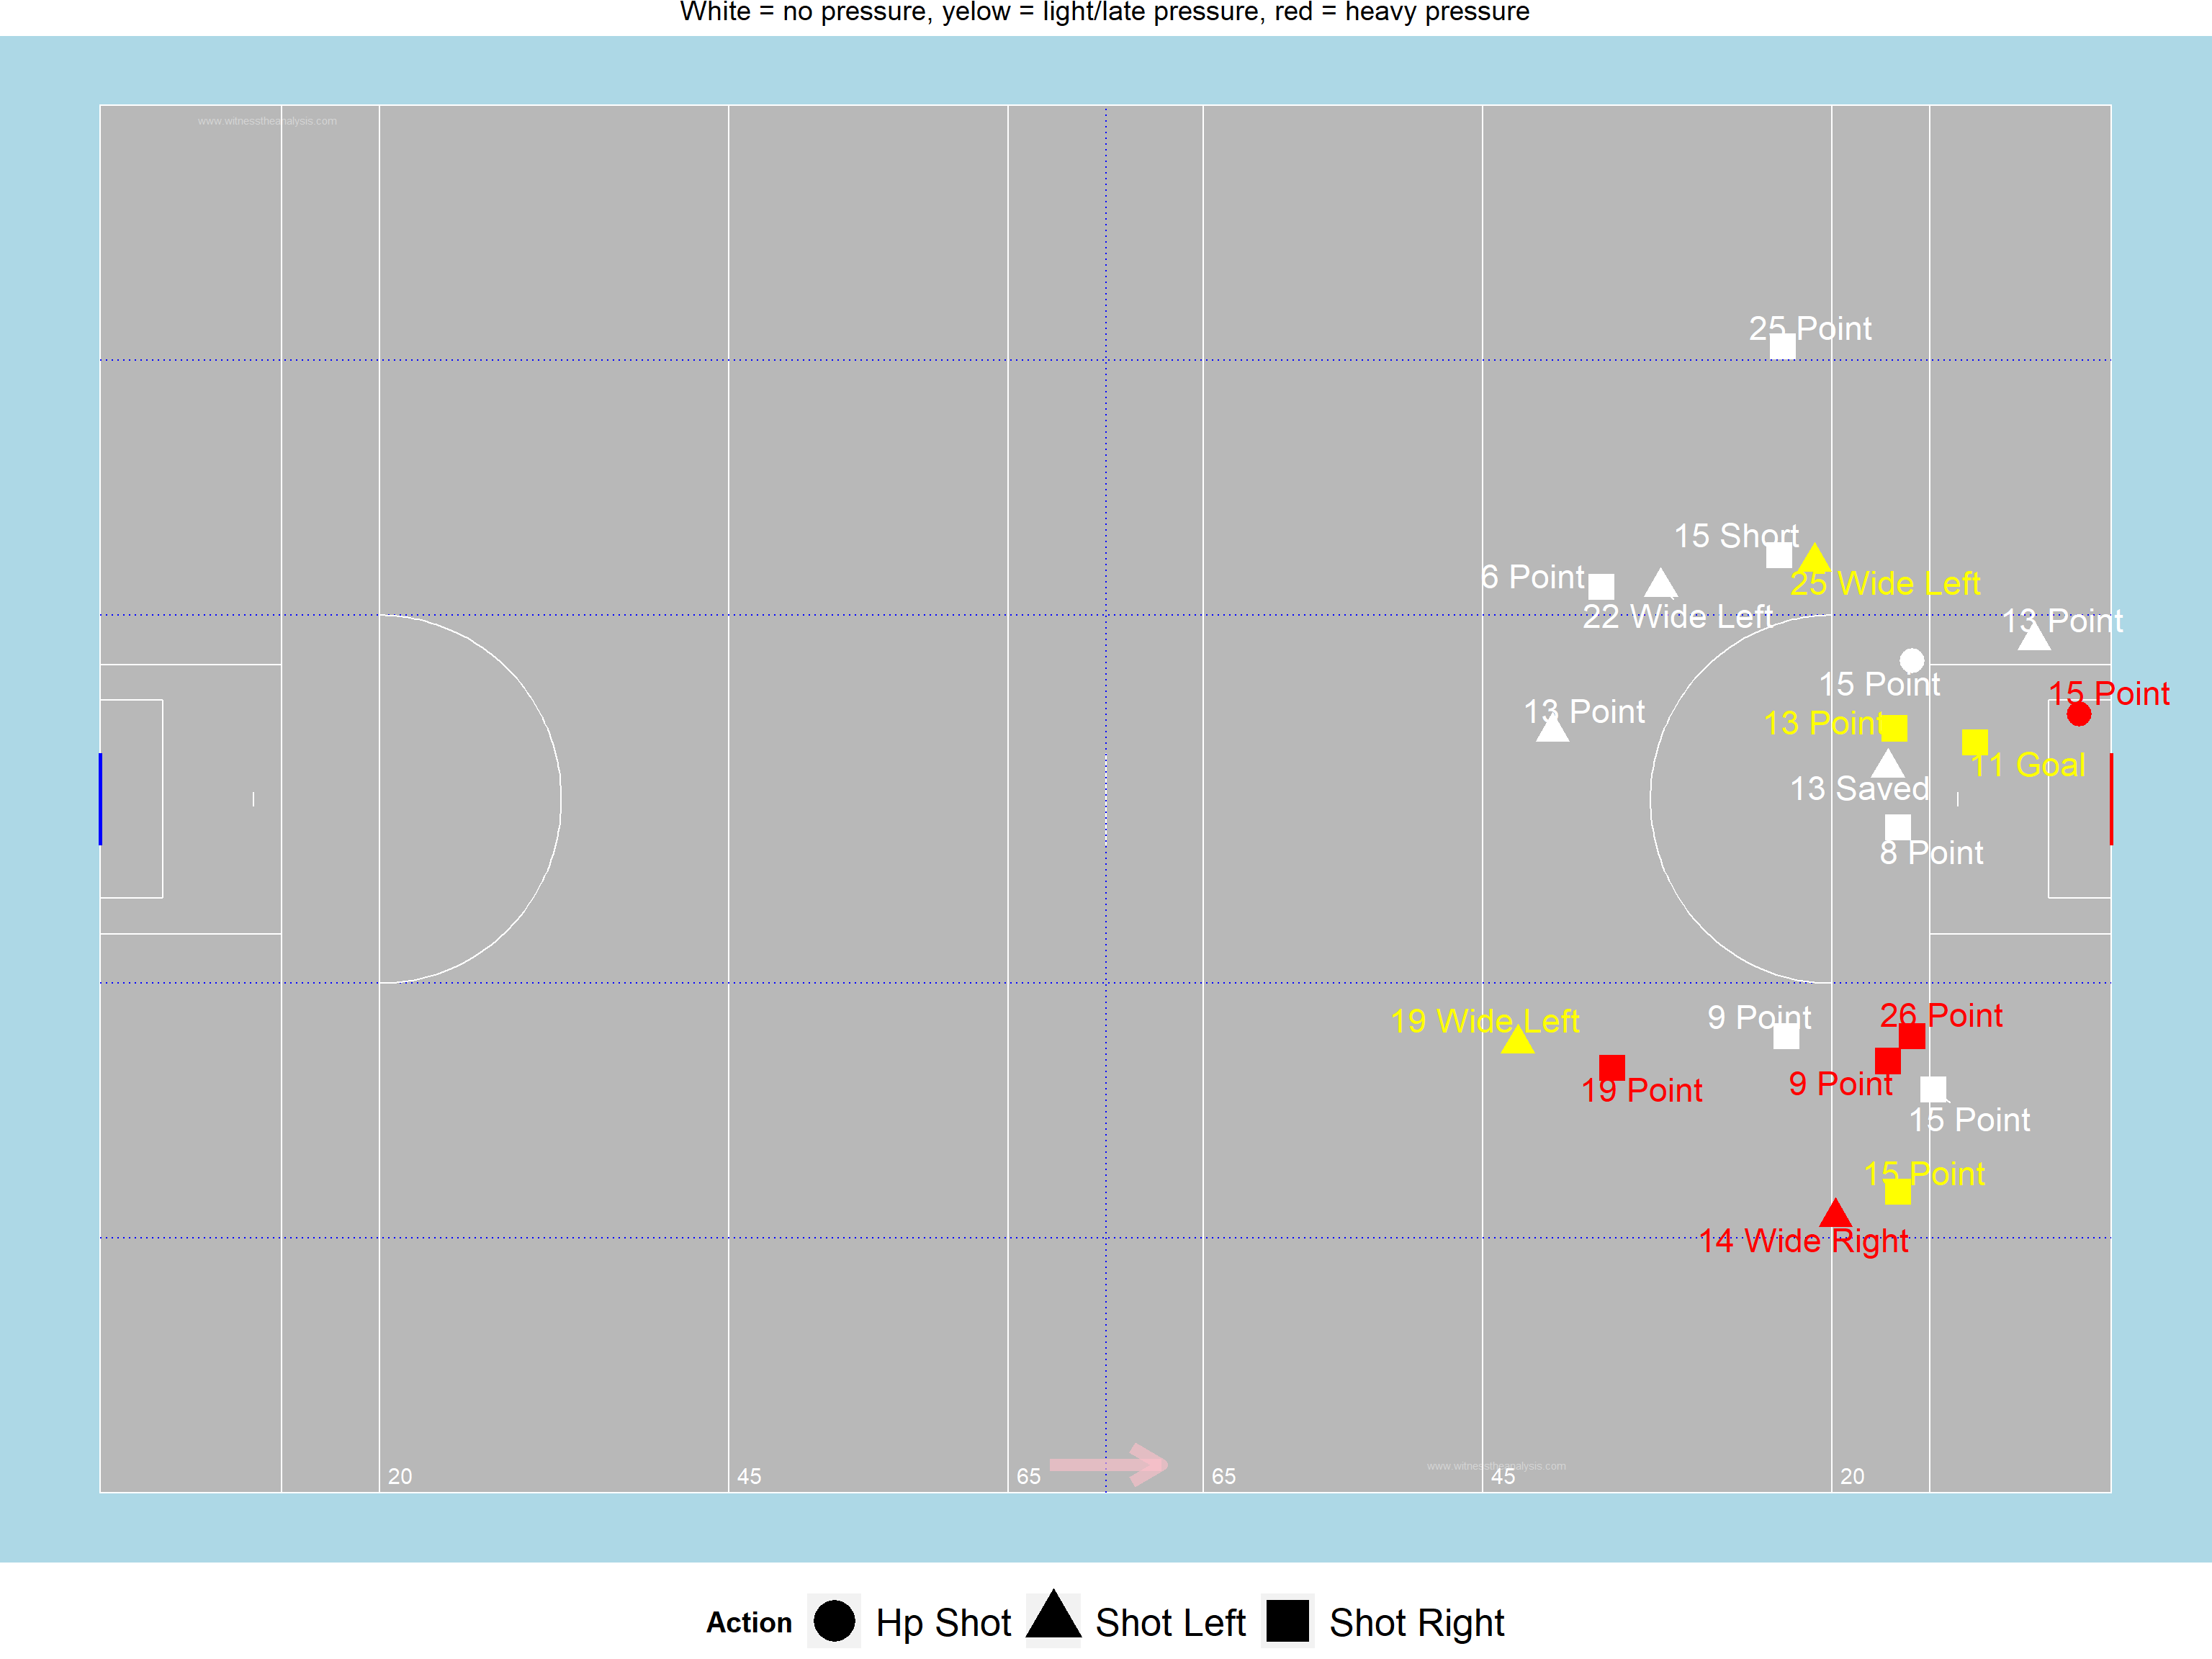 White = no pressure, yelow = light/late pressure, red = heavy pressure
www.witnesstheanalysis.com
25 Point
15 Short
6 Point
25 Wide Left
22 Wide Left
13 Point
15 Point
15 Point
13 Point
13 Point
11 Goal
13 Saved
8 Point
19 Wide Left
9 Point
26 Point
19 Point
9 Point
15 Point
15 Point
14 Wide Right
www.witnesstheanalysis.com
20 45 65 65 45 20
Action Hp Shot Shot Left Shot Right